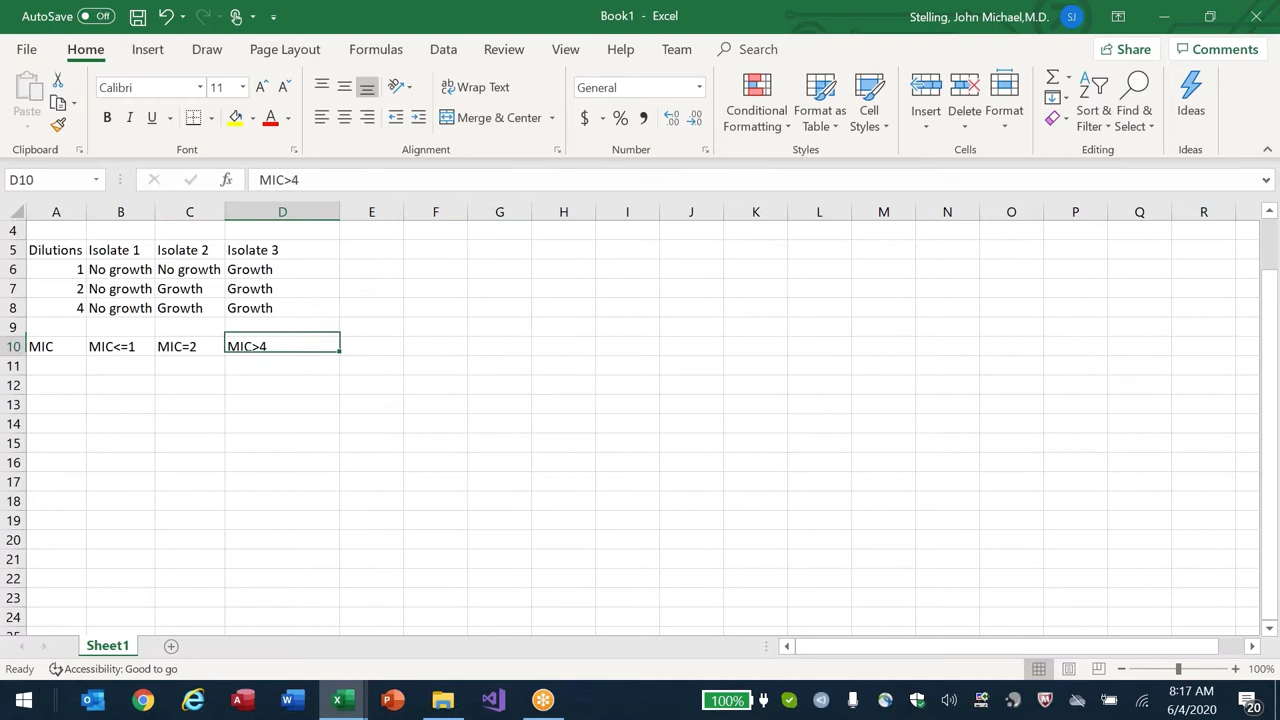 AutoSave Off Book1 - Excel Stelling, John Michael,M.D. SJ
File Home Insert Draw Page Layout Formulas Data Review View Help Team Search Share Comments
Paste
Calibri 11
B I U A
Wrap Text
Merge & Center
General
$ % ,
Conditional Formatting
Format as Table
Cell Styles
Insert Delete Format
Sort & Filter
Find & Select
Ideas
Clipboard Font Alignment Number Styles Cells Editing Ideas
D10 fx MIC>4
A B C D E F G H I J K L M N O P Q R
4
5 Dilutions Isolate 1 Isolate 2 Isolate 3
6 1 No growth No growth Growth
7 2 No growth Growth Growth
8 4 No growth Growth Growth
9
10 MIC MIC<=1 MIC=2 MIC>4
11
12
13
14
15
16
17
18
19
20
21
22
23
24
25
Sheet1
Ready Accessibility: Good to go 100%
100% 8:17 AM
6/4/2020 20